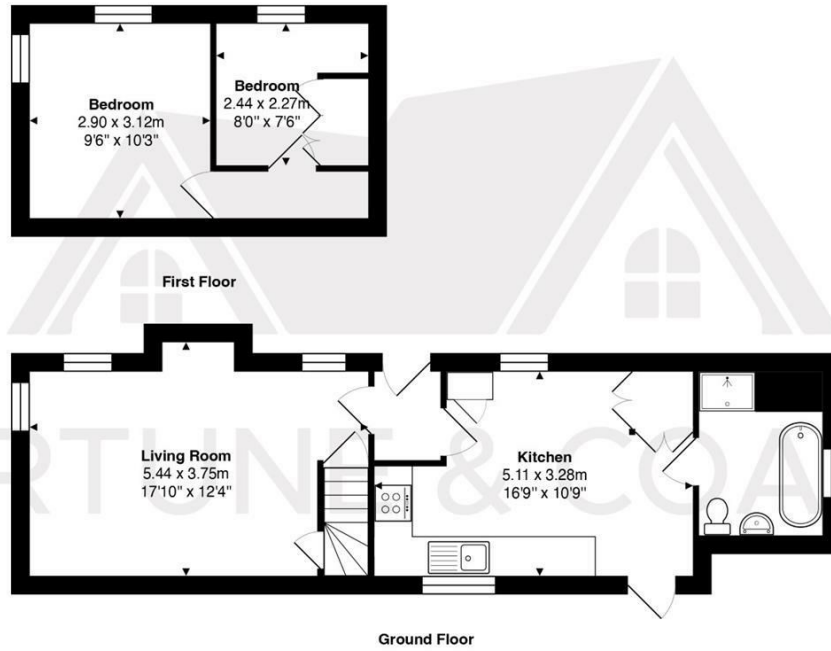 Bedroom
2.90 x 3.12m
9'6" x 10'3"
Bedroom
2.44 x 2.27m
8'0" x 7'6"
First Floor
Living Room
5.44 x 3.75m
17'10" x 12'4"
Kitchen
5.11 x 3.28m
16'9" x 10'9"
RTUNE & COA
Ground Floor